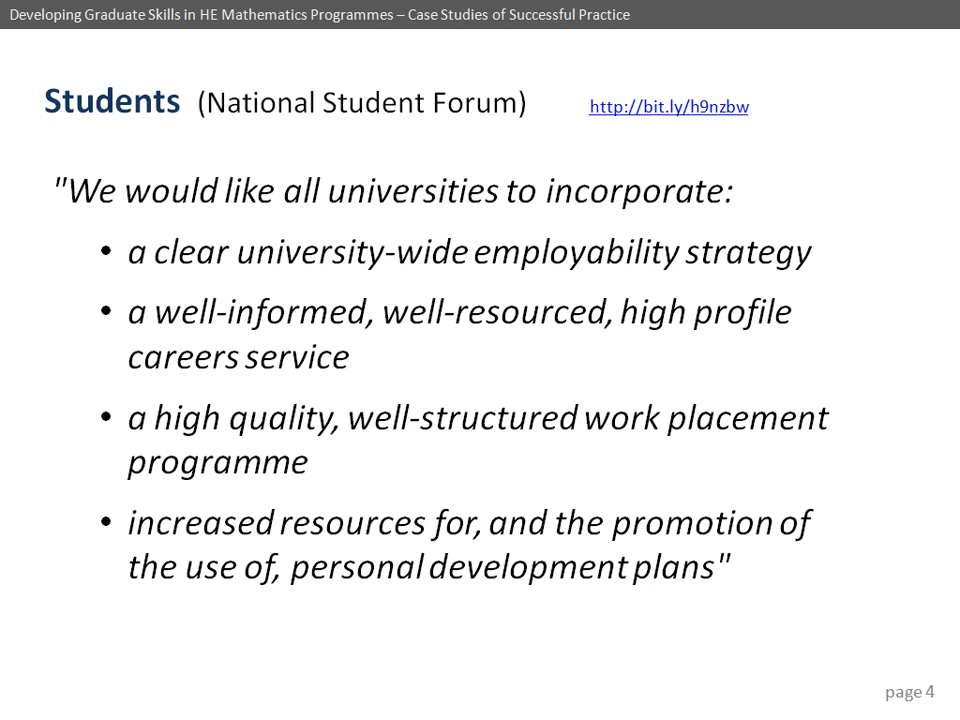 Developing Graduate Skills in HE Mathematics Programmes – Case Studies of Successful Practice
Students (National Student Forum) http://bit.ly/h9nzbw
"We would like all universities to incorporate:
• a clear university-wide employability strategy
• a well-informed, well-resourced, high profile
careers service
• a high quality, well-structured work placement
programme
• increased resources for, and the promotion of
the use of, personal development plans"
page 4